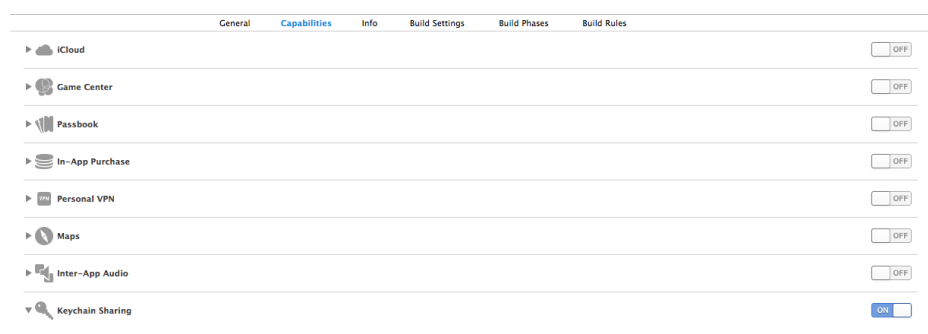 General Capabilities Info Build Settings Build Phases Build Rules
iCloud OFF
Game Center OFF
Passbook OFF
In-App Purchase OFF
VPN Personal VPN OFF
Maps OFF
Inter-App Audio OFF
Keychain Sharing ON